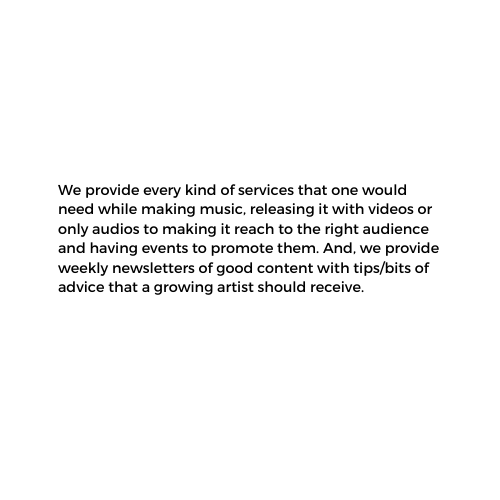 We provide every kind of services that one would
need while making music, releasing it with videos or
only audios to making it reach to the right audience
and having events to promote them. And, we provide
weekly newsletters of good content with tips/bits of
advice that a growing artist should receive.